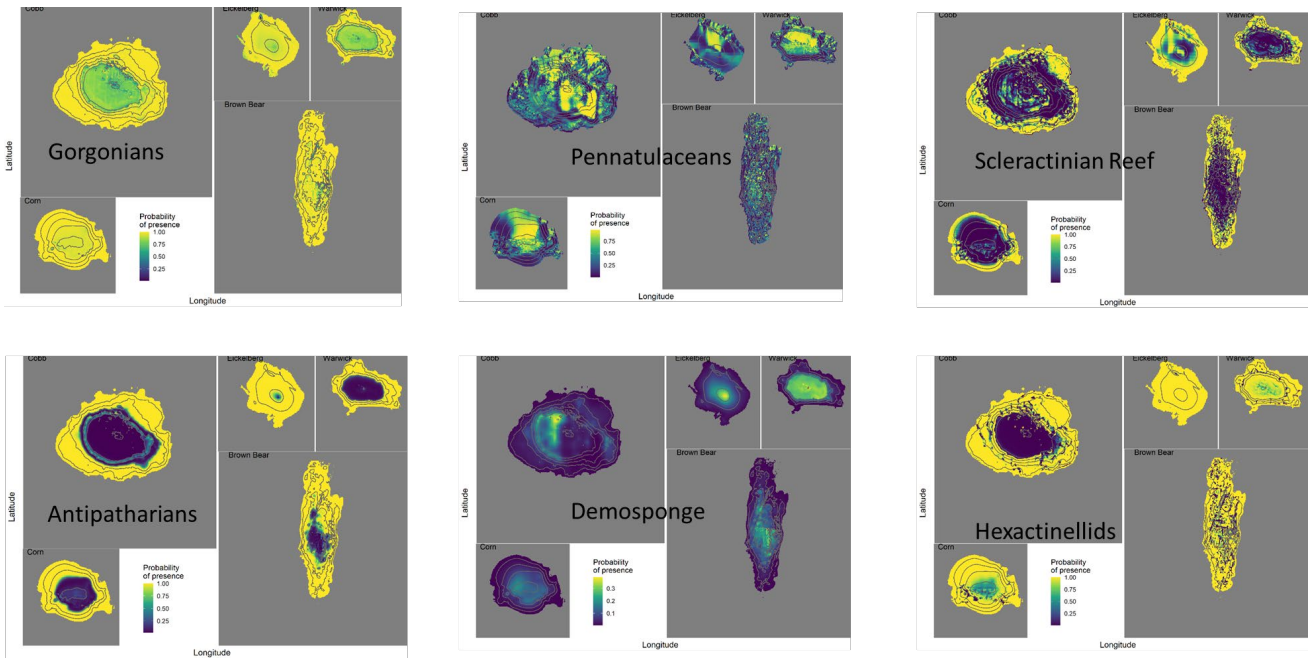 Cobb
Eickelberg
Warwick
Brown Bear
Gorgonians
Latitude
Corn
Probability
of presence
1.00
0.75
0.50
0.25
Longitude
Cobb
Eickelberg
Warwick
Brown Bear
Pennatulaceans
Latitude
Corn
Probability
of presence
0.75
0.50
0.25
Longitude
Cobb
Eickelberg
Warwick
Brown Bear
Scleractinian Reef
Latitude
Corn
Probability
of presence
1.00
0.75
0.50
0.25
Longitude
Cobb
Eickelberg
Warwick
Brown Bear
Antipatharians
Latitude
Corn
Probability
of presence
1.00
0.75
0.50
0.25
Longitude
Cobb
Eickelberg
Warwick
Brown Bear
Demosponge
Latitude
Corn
Probability
of presence
0.3
0.2
0.1
Longitude
Cobb
Eickelberg
Warwick
Brown Bear
Hexactinellids
Latitude
Corn
Probability
of presence
1.00
0.75
0.50
0.25
Longitude